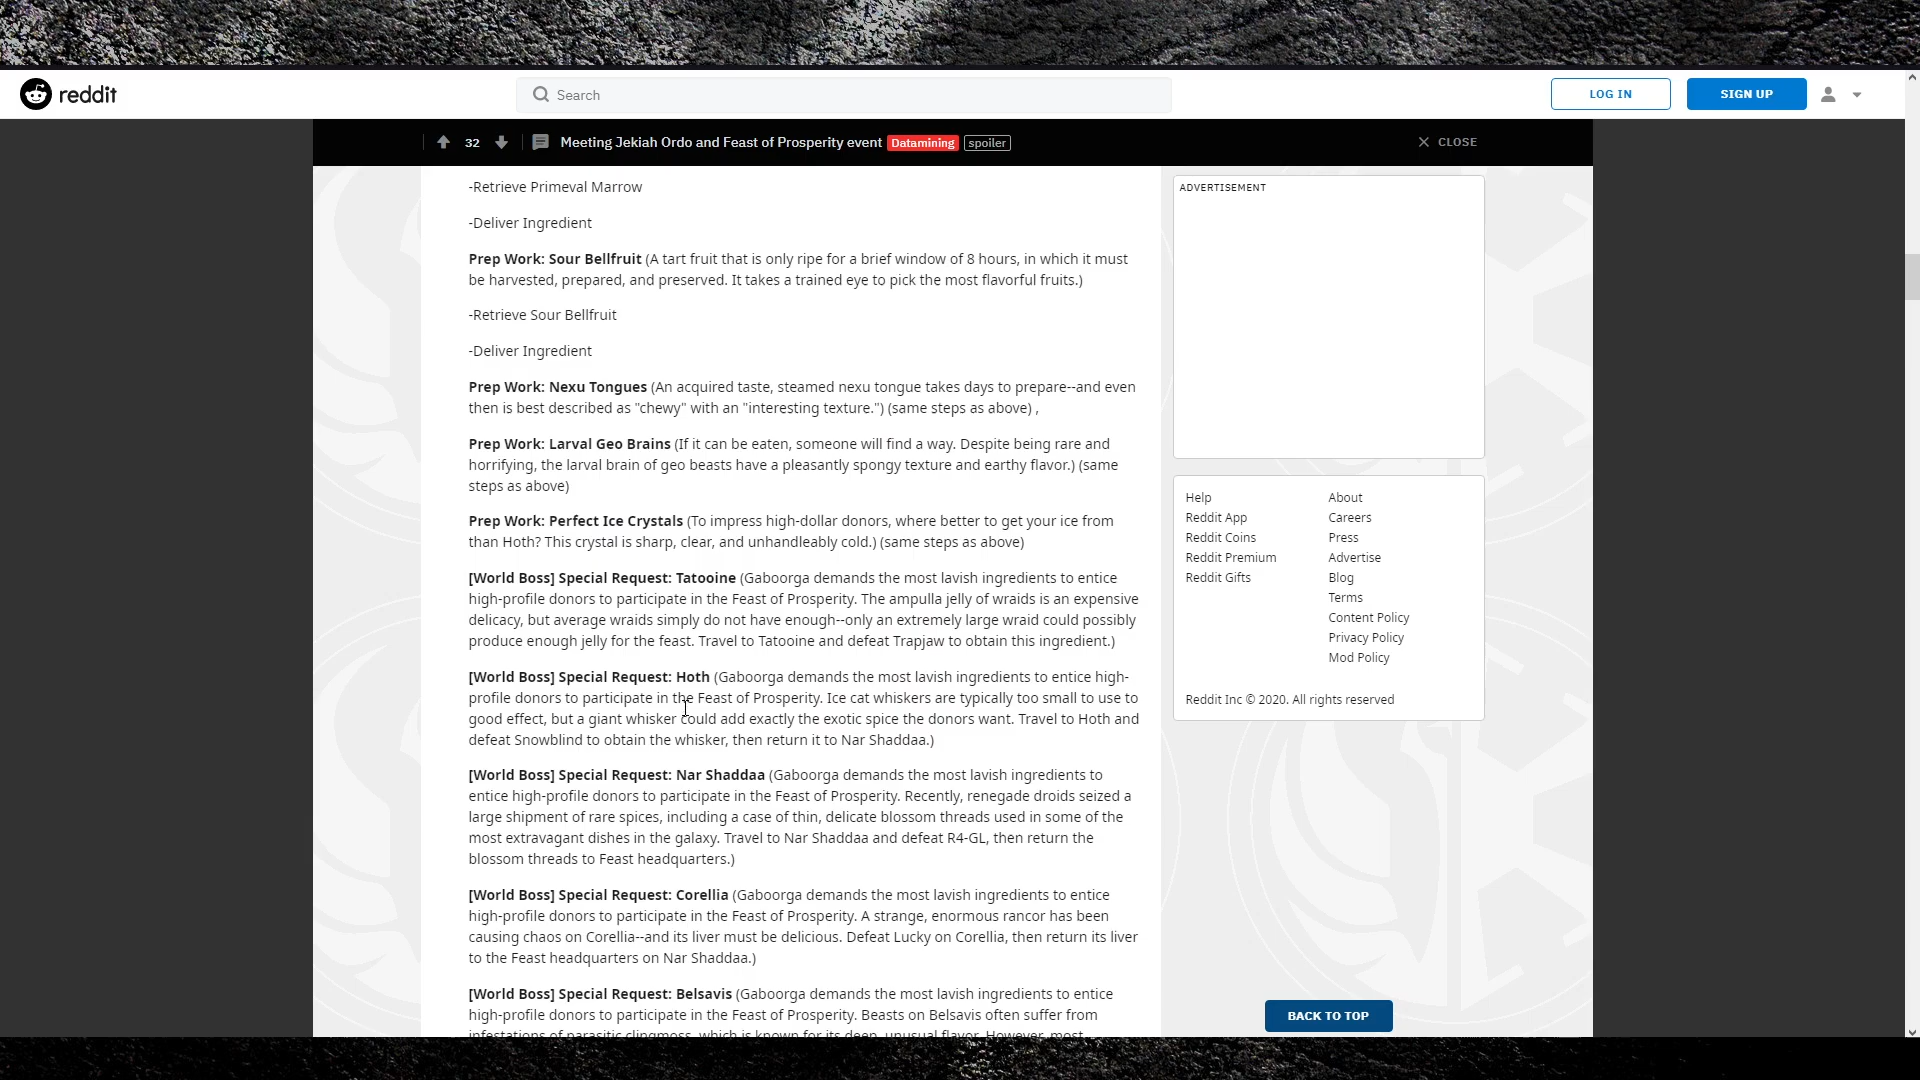 reddit
Search
LOG IN
SIGN UP
32
Meeting Jekiah Ordo and Feast of Prosperity event Datamining spoiler
CLOSE
-Retrieve Primeval Marrow
-Deliver Ingredient
Prep Work: Sour Bellfruit (A tart fruit that is only ripe for a brief window of 8 hours, in which it must
be harvested, prepared, and preserved. It takes a trained eye to pick the most flavorful fruits.)
-Retrieve Sour Bellfruit
-Deliver Ingredient
Prep Work: Nexu Tongues (An acquired taste, steamed nexu tongue takes days to prepare--and even
then is best described as "chewy" with an "interesting texture.") (same steps as above) ,
Prep Work: Larval Geo Brains (If it can be eaten, someone will find a way. Despite being rare and
horrifying, the larval brain of geo beasts have a pleasantly spongy texture and earthy flavor.) (same
steps as above)
Prep Work: Perfect Ice Crystals (To impress high-dollar donors, where better to get your ice from
than Hoth? This crystal is sharp, clear, and unhandleably cold.) (same steps as above)
[World Boss] Special Request: Tatooine (Gaboorga demands the most lavish ingredients to entice
high-profile donors to participate in the Feast of Prosperity. The ampulla jelly of wraids is an expensive
delicacy, but average wraids simply do not have enough--only an extremely large wraid could possibly
produce enough jelly for the feast. Travel to Tatooine and defeat Trapjaw to obtain this ingredient.)
[World Boss] Special Request: Hoth (Gaboorga demands the most lavish ingredients to entice high-
profile donors to participate in the Feast of Prosperity. Ice cat whiskers are typically too small to use to
good effect, but a giant whisker could add exactly the exotic spice the donors want. Travel to Hoth and
defeat Snowblind to obtain the whisker, then return it to Nar Shaddaa.)
[World Boss] Special Request: Nar Shaddaa (Gaboorga demands the most lavish ingredients to
entice high-profile donors to participate in the Feast of Prosperity. Recently, renegade droids seized a
large shipment of rare spices, including a case of thin, delicate blossom threads used in some of the
most extravagant dishes in the galaxy. Travel to Nar Shaddaa and defeat R4-GL, then return the
blossom threads to Feast headquarters.)
[World Boss] Special Request: Corellia (Gaboorga demands the most lavish ingredients to entice
high-profile donors to participate in the Feast of Prosperity. A strange, enormous rancor has been
causing chaos on Corellia--and its liver must be delicious. Defeat Lucky on Corellia, then return its liver
to the Feast headquarters on Nar Shaddaa.)
[World Boss] Special Request: Belsavis (Gaboorga demands the most lavish ingredients to entice
high-profile donors to participate in the Feast of Prosperity. Beasts on Belsavis often suffer from
infestations of parasitic clingmoss, which is known for its deep, unusual flavor. However, most
ADVERTISEMENT
Help
Reddit App
Reddit Coins
Reddit Premium
Reddit Gifts
About
Careers
Press
Advertise
Blog
Terms
Content Policy
Privacy Policy
Mod Policy
Reddit Inc © 2020. All rights reserved
BACK TO TOP